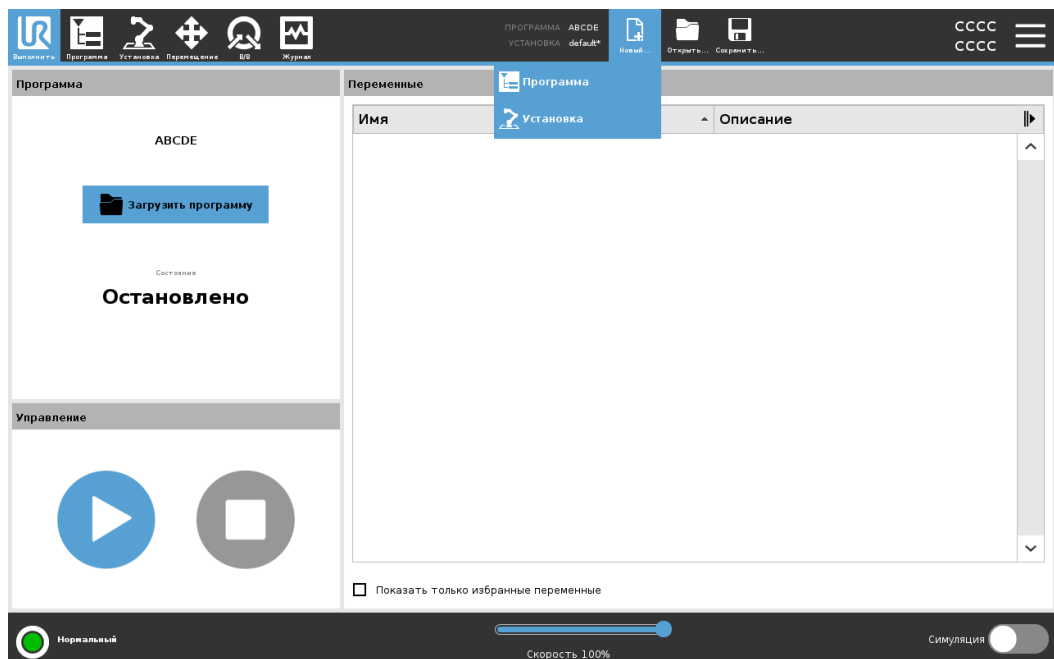 ПРОГРАММА ABCDE
УСТАНОВКА default*
CCCC
CCCC
Выполнить Программа Установка Перемещение В/В Журнал
Новый... Открыть... Сохранить...
Программа
Установка
Программа
Переменные
Имя
Описание
ABCDE
Загрузить программу
Состояние
Остановлено
Управление
Показать только избранные переменные
Нормальный
Скорость 100%
Симуляция